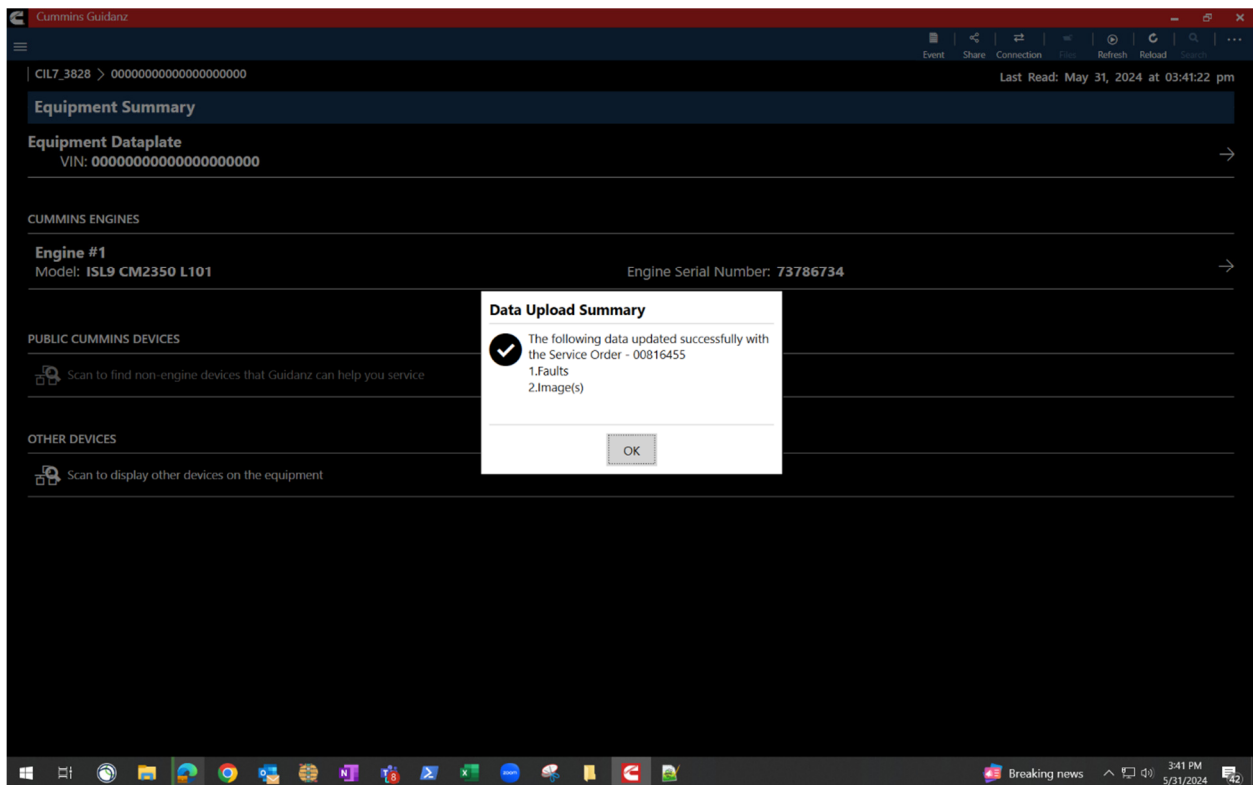 Cummins Guidanz
Event Share Connection Files Refresh Reload Search
CIL7_3828 > 00000000000000000000
Last Read: May 31, 2024 at 03:41:22 pm
Equipment Summary
Equipment Dataplate
VIN: 00000000000000000000
CUMMINS ENGINES
Engine #1
Model: ISL9 CM2350 L101
Engine Serial Number: 73786734
PUBLIC CUMMINS DEVICES
Scan to find non-engine devices that Guidanz can help you service
OTHER DEVICES
Scan to display other devices on the equipment
Data Upload Summary
The following data updated successfully with
the Service Order - 00816455
1.Faults
2.Image(s)
OK
zoom
8
Breaking news
3:41 PM
5/31/2024
42